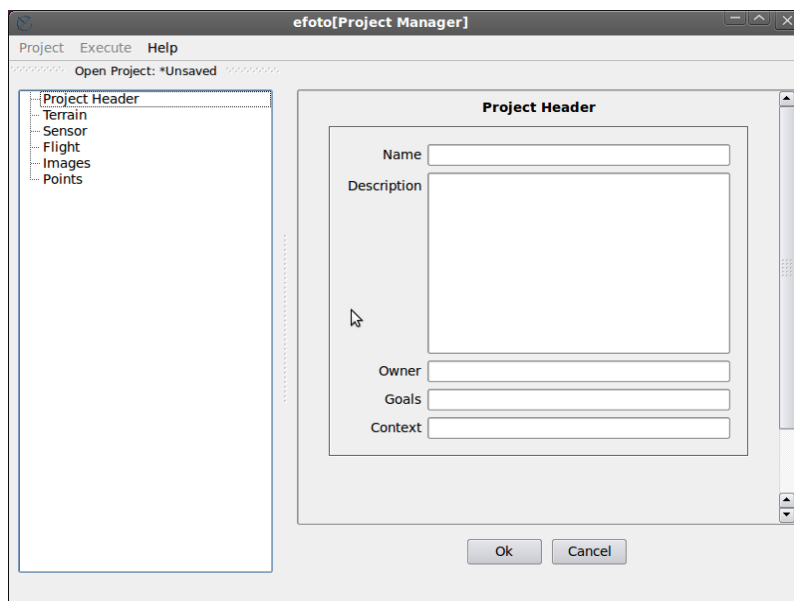 efoto[Project Manager]
Project Execute Help
Open Project: *Unsaved
Project Header
Terrain
Sensor
Flight
Images
Points
Project Header
Name
Description
Owner
Goals
Context
Ok Cancel